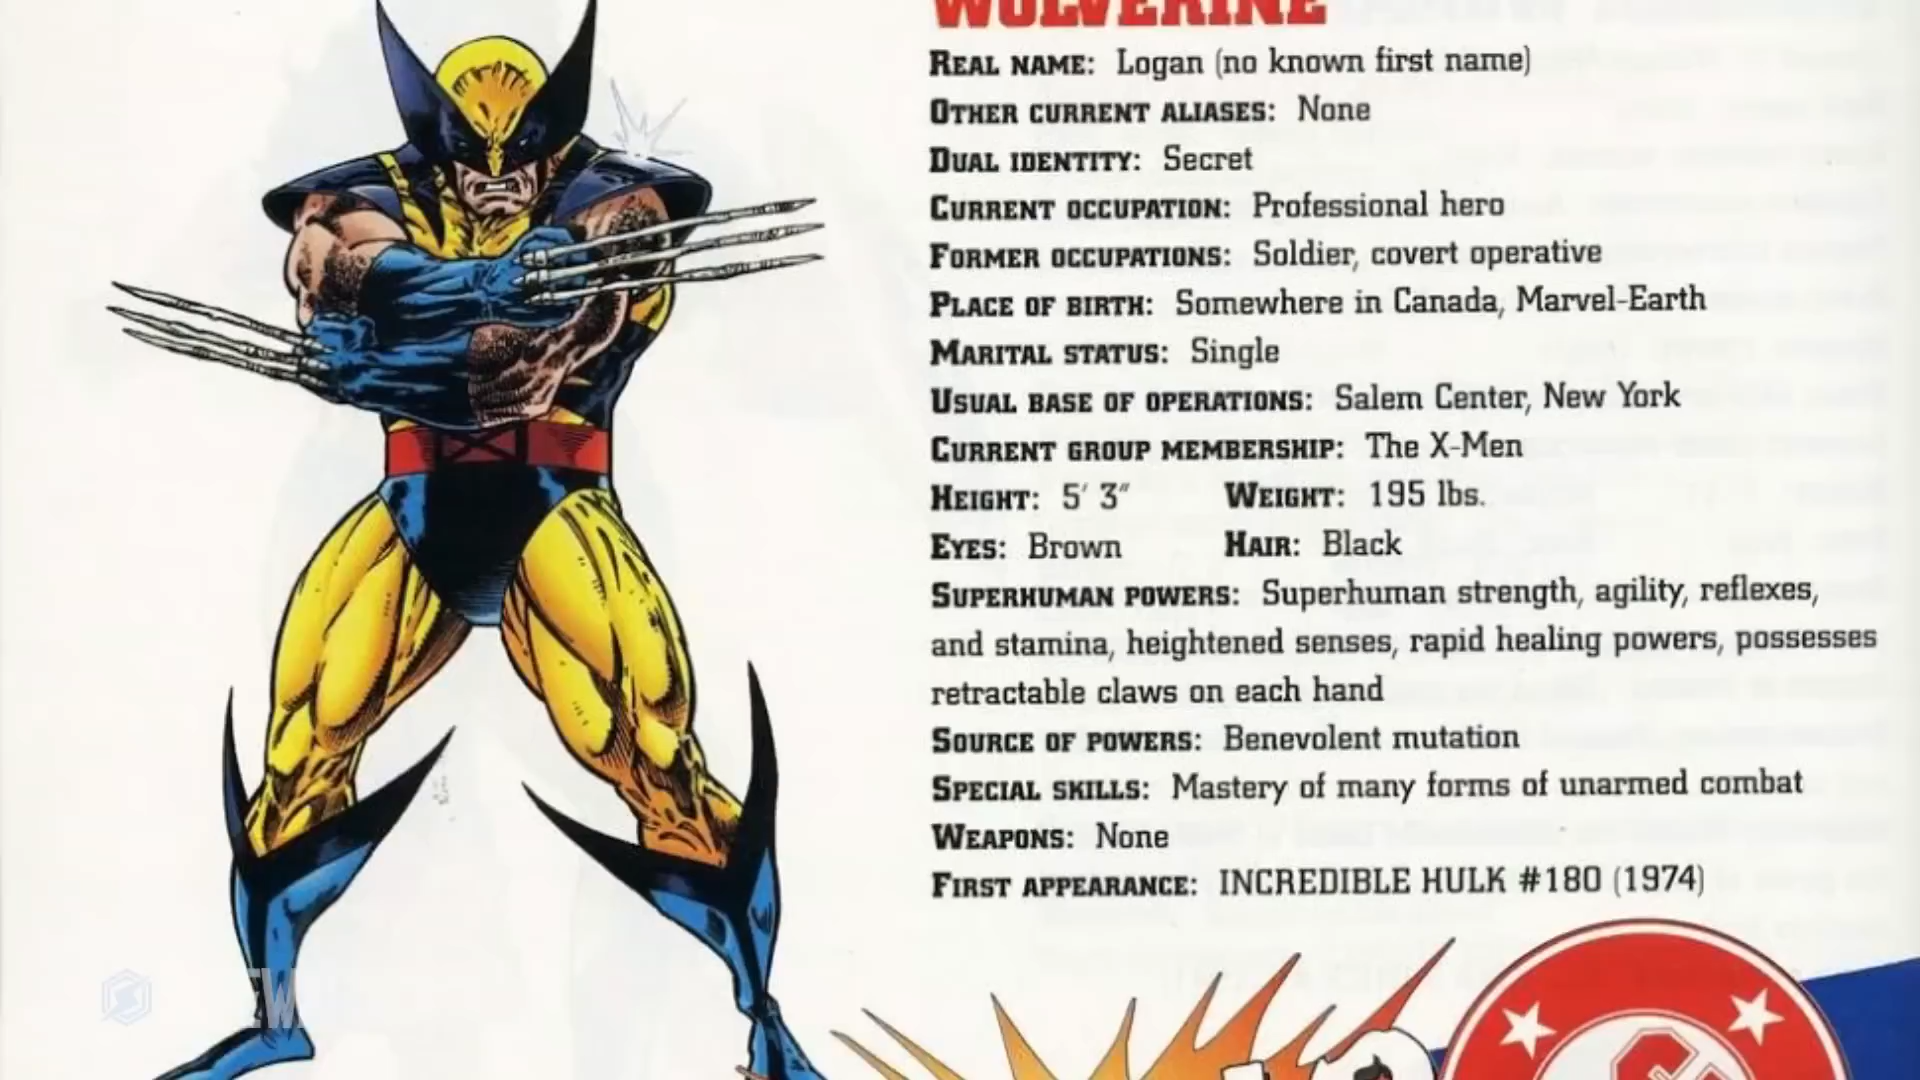 WOLVERINE
REAL NAME: Logan (no known first name)
OTHER CURRENT ALIASES: None
DUAL IDENTITY: Secret
CURRENT OCCUPATION: Professional hero
FORMER OCCUPATIONS: Soldier, covert operative
PLACE OF BIRTH: Somewhere in Canada, Marvel-Earth
MARITAL STATUS: Single
USUAL BASE OF OPERATIONS: Salem Center, New York
CURRENT GROUP MEMBERSHIP: The X-Men
HEIGHT: 5' 3" WEIGHT: 195 lbs.
EYES: Brown HAIR: Black
SUPERHUMAN POWERS: Superhuman strength, agility, reflexes,
and stamina, heightened senses, rapid healing powers, possesses
retractable claws on each hand
SOURCE OF POWERS: Benevolent mutation
SPECIAL SKILLS: Mastery of many forms of unarmed combat
WEAPONS: None
FIRST APPEARANCE: INCREDIBLE HULK #180 (1974)